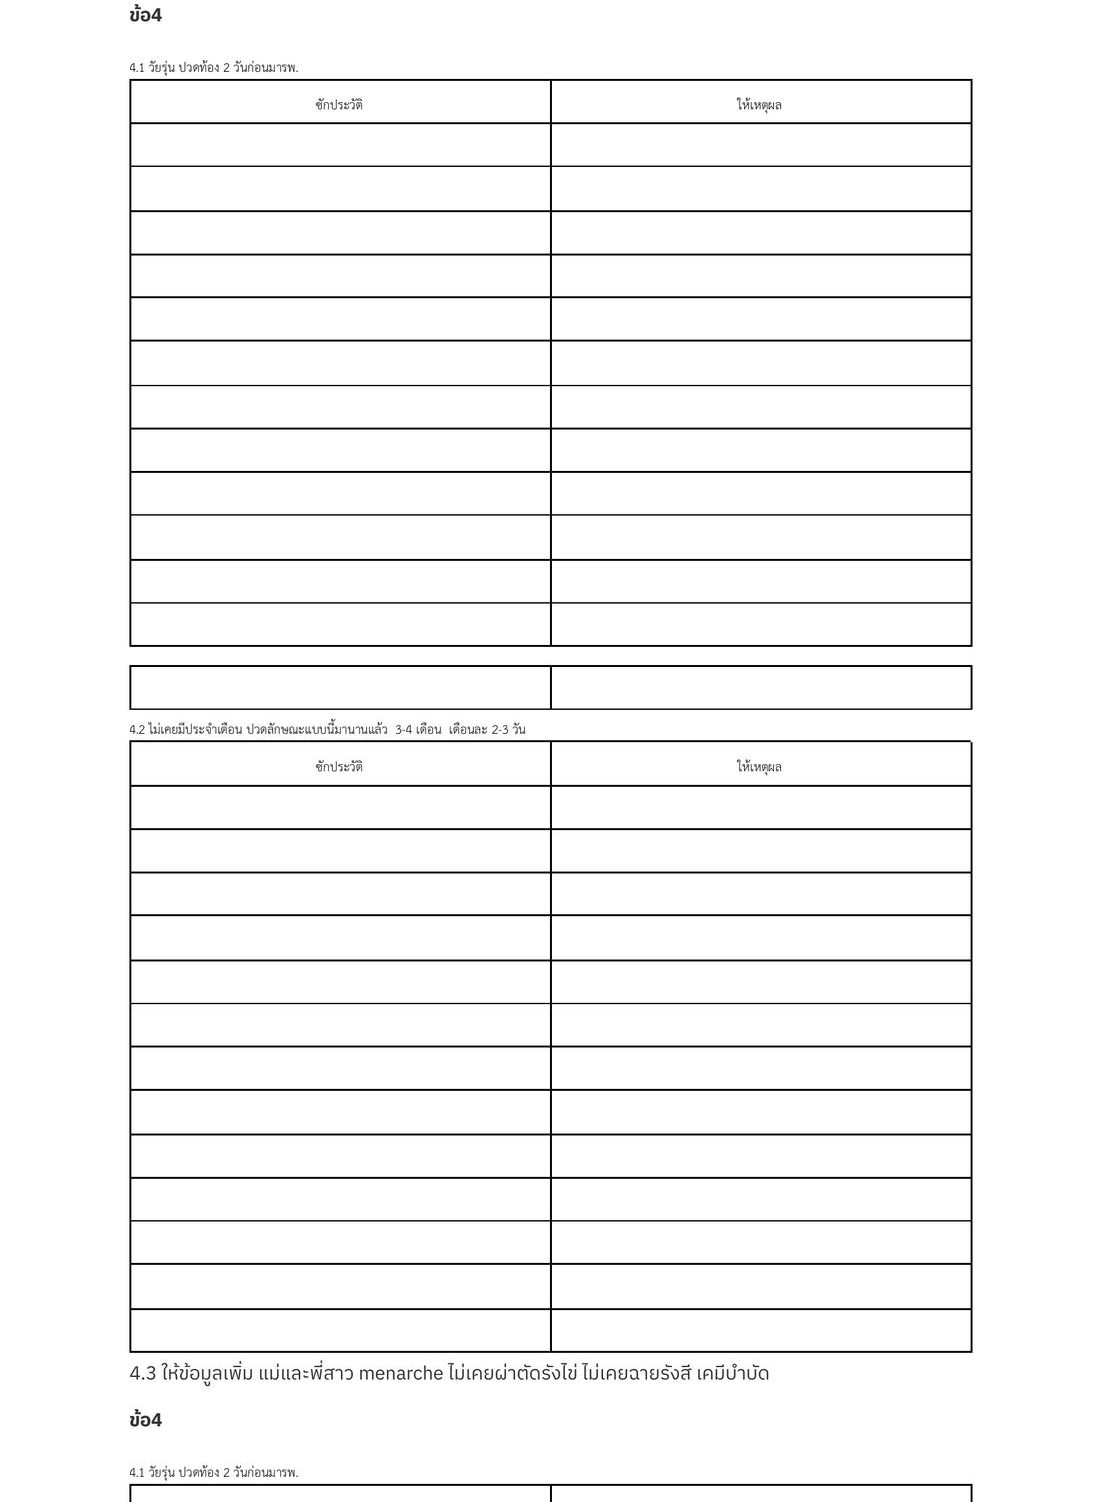 ข้อ4
4.1 วัยรุ่น ปวดท้อง 2 วันก่อนมารพ.
ซักประวัติ
ให้เหตุผล
4.2 ไม่เคยมีประจำเดือน ปวดลักษณะแบบนี้มานานแล้ว 3-4 เดือน เดือนละ 2-3 วัน
ซักประวัติ
ให้เหตุผล
4.3 ให้ข้อมูลเพิ่ม แม่และพี่สาว menarche ไม่เคยผ่าตัดรังไข่ ไม่เคยฉายรังสี เคมีบำบัด
ข้อ4
4.1 วัยรุ่น ปวดท้อง 2 วันก่อนมารพ.